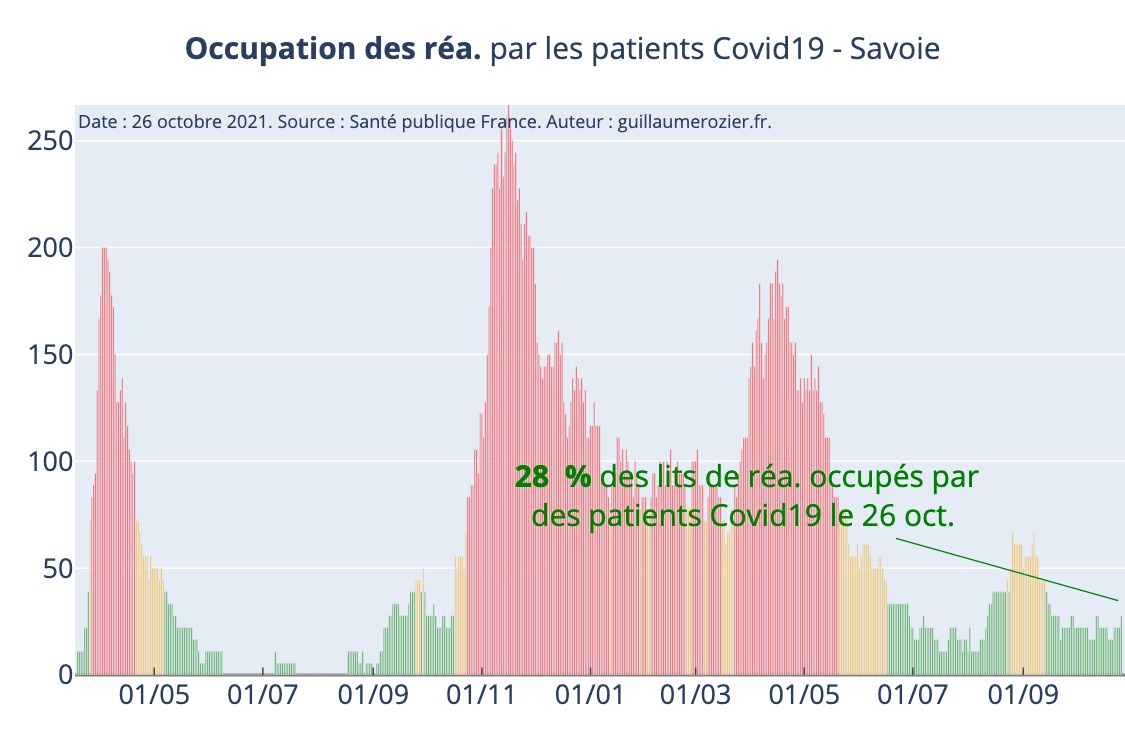 Occupation des réa. par les patients Covid19 - Savoie
Date : 26 octobre 2021. Source : Santé publique France. Auteur : guillaumerozier.fr.
250
200
150
100
50
0
28 % des lits de réa. occupés par
des patients Covid19 le 26 oct.
01/05 01/07 01/09 01/11 01/01 01/03 01/05 01/07 01/09